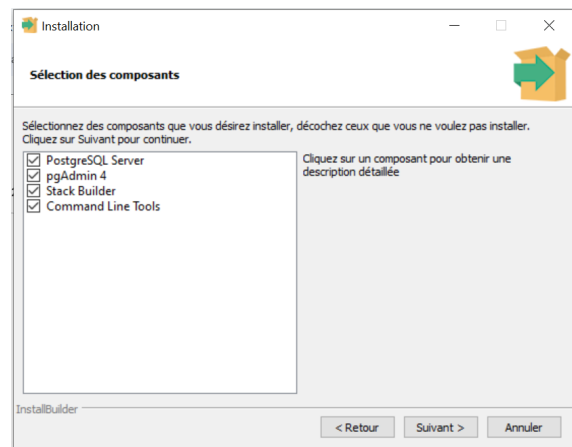 Installation
Sélection des composants
Sélectionnez des composants que vous désirez installer, décochez ceux que vous ne voulez pas installer.
Cliquez sur Suivant pour continuer.
PostgreSQL Server
pgAdmin 4
Stack Builder
Command Line Tools
Cliquez sur un composant pour obtenir une
description détaillée
InstallBuilder
< Retour
Suivant >
Annuler